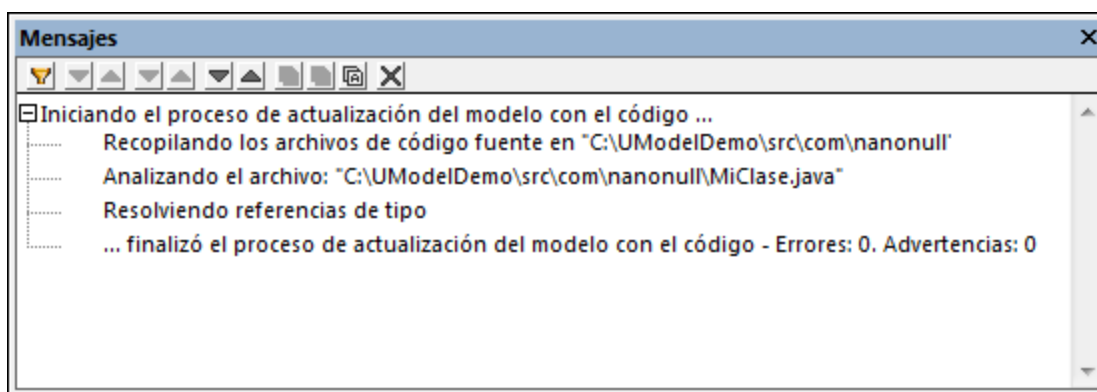 Mensajes
Iniciando el proceso de actualización del modelo con el código ...
Recopilando los archivos de código fuente en "C:\UModelDemo\src\com\nanonull'
Analizando el archivo: "C:\UModelDemo\src\com\nanonull\MiClase.java"
Resolviendo referencias de tipo
... finalizó el proceso de actualización del modelo con el código - Errores: 0. Advertencias: 0